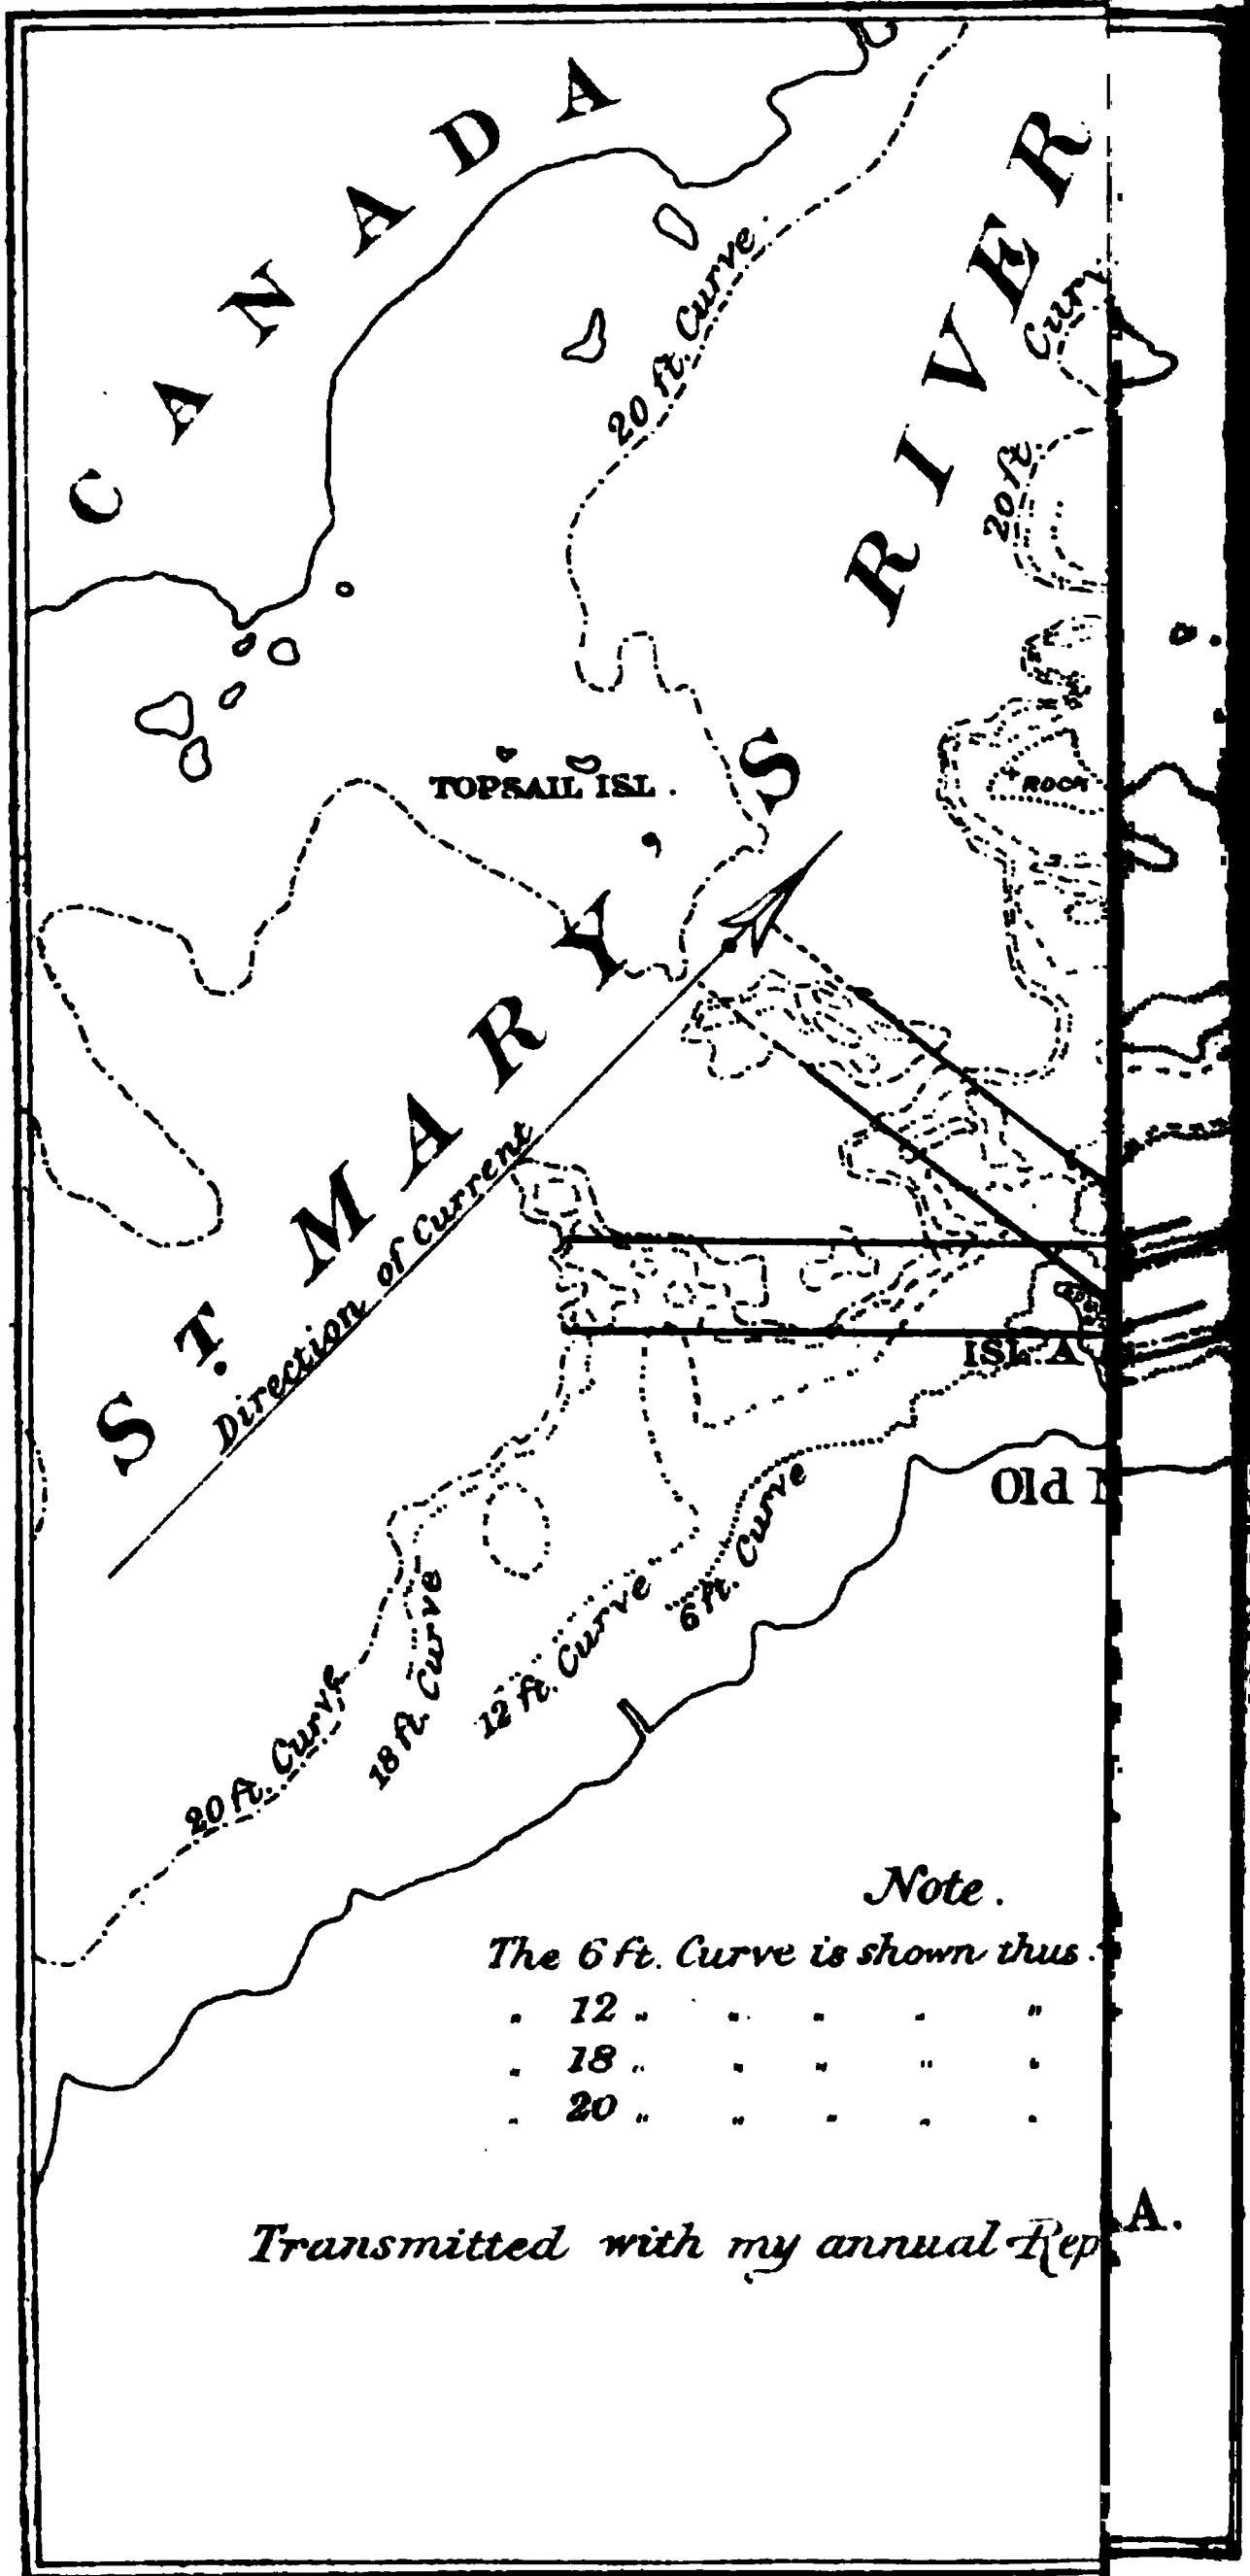 CANADA
ST. MARY'S RIVER
20 ft. Curve
Curv
20 ft.
TOPSAIL ISL.
ROCK
Direction of Current
ISL. A
Old
6 ft. Curve
12 ft. Curve
18 ft. Curve
20 ft. Curve
Note.
The 6 ft. Curve is shown thus.
" 12 " " " " "
" 18 " " " " "
" 20 " " " " "
Transmitted with my annual Rep
A.